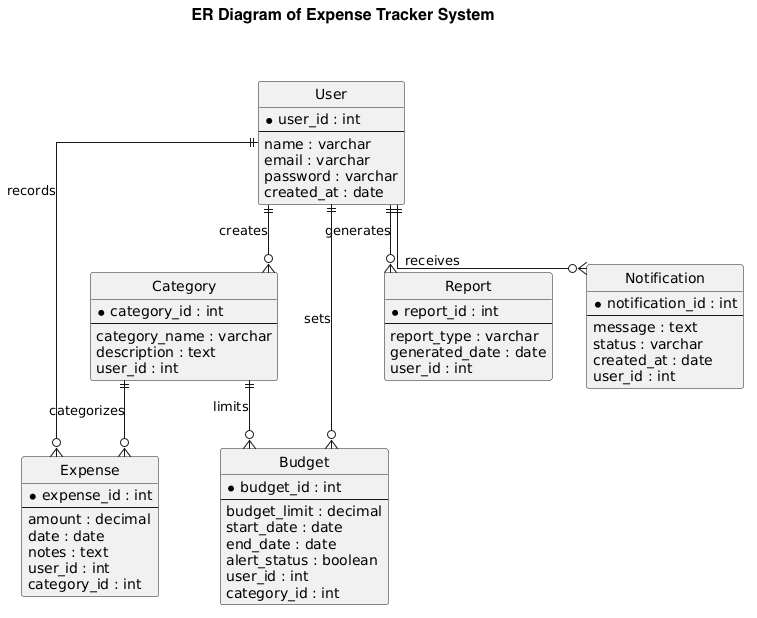 ER Diagram of Expense Tracker System
User
user_id : int
name : varchar
email : varchar
password : varchar
created_at : date
records
creates
generates
receives
sets
Category
category_id : int
category_name : varchar
description : text
user_id : int
Report
report_id : int
report_type : varchar
generated_date : date
user_id : int
Notification
notification_id : int
message : text
status : varchar
created_at : date
user_id : int
categorizes
limits
Expense
expense_id : int
amount : decimal
date : date
notes : text
user_id : int
category_id : int
Budget
budget_id : int
budget_limit : decimal
start_date : date
end_date : date
alert_status : boolean
user_id : int
category_id : int